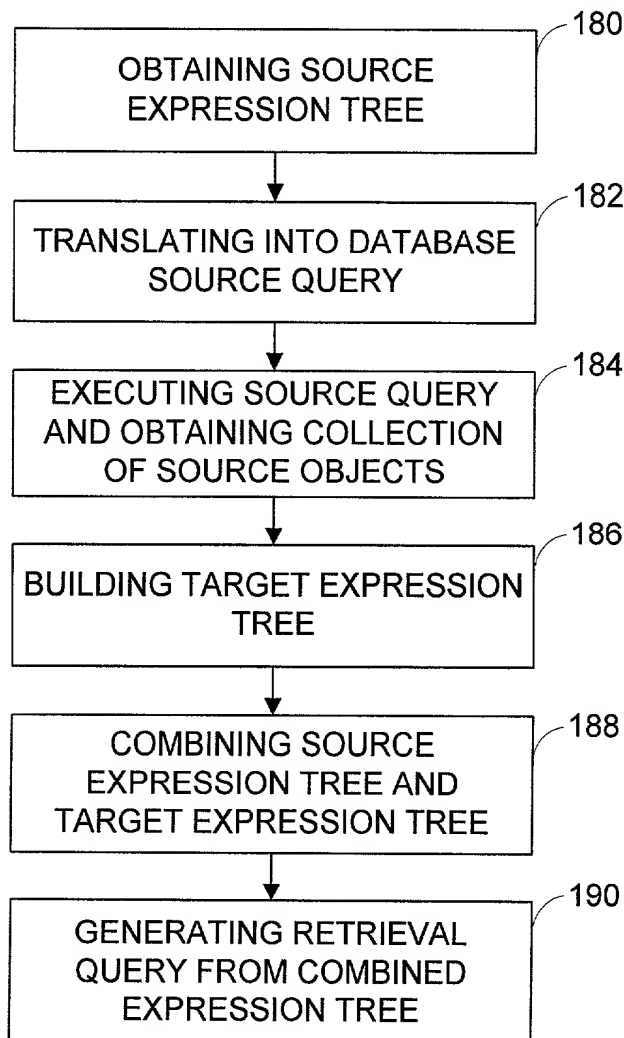 180
OBTAINING SOURCE
EXPRESSION TREE
182
TRANSLATING INTO DATABASE
SOURCE QUERY
184
EXECUTING SOURCE QUERY
AND OBTAINING COLLECTION
OF SOURCE OBJECTS
186
BUILDING TARGET EXPRESSION
TREE
188
COMBINING SOURCE
EXPRESSION TREE AND
TARGET EXPRESSION TREE
190
GENERATING RETRIEVAL
QUERY FROM COMBINED
EXPRESSION TREE